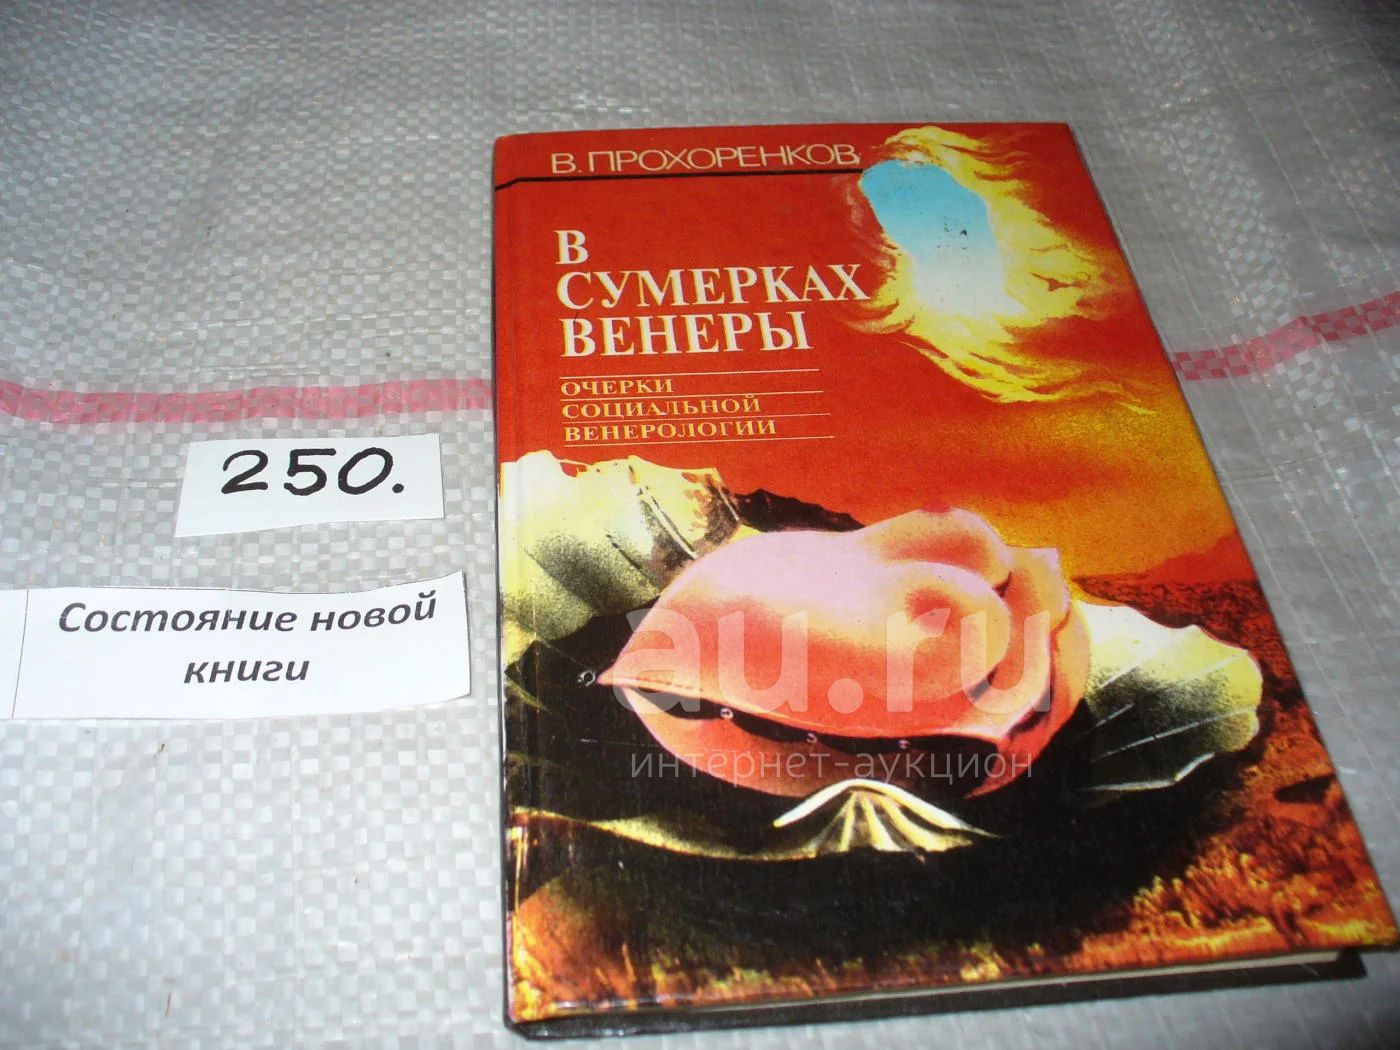 В. ПРОХОРЕНКОВ
В
СУМЕРКАХ
ВЕНЕРЫ
ОЧЕРКИ
СОЦИАЛЬНОЙ
ВЕНЕРОЛОГИИ
250.
Состояние новой
книги
au.ru
интернет-аукцион